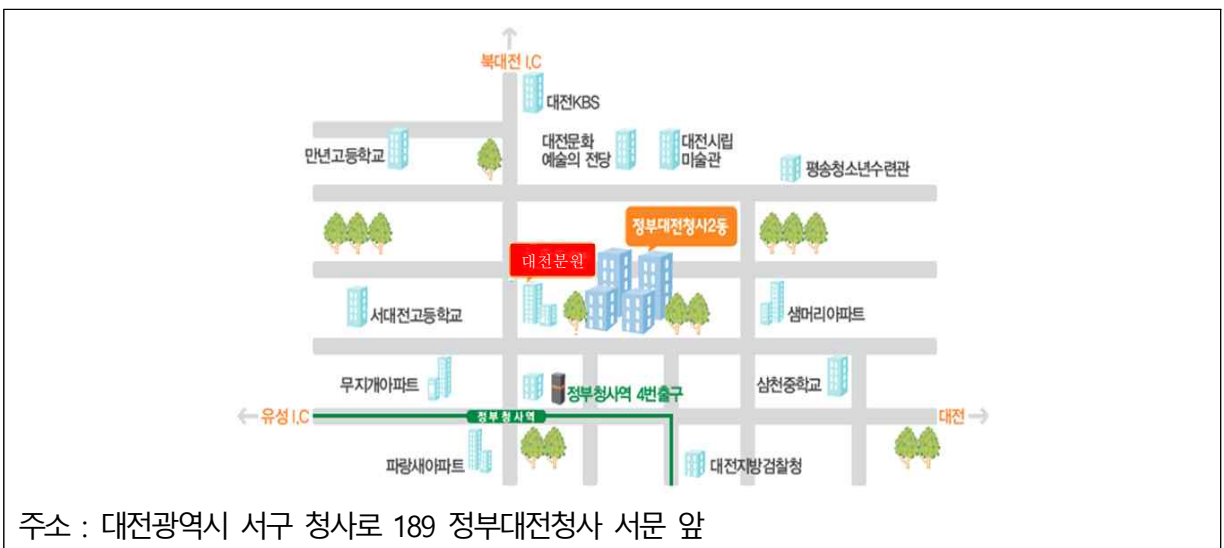 북대전 I.C
대전KBS
만년고등학교
대전문화
예술의 전당
대전시립
미술관
평송청소년수련관
정부대전청사2동
대전분원
서대전고등학교
샘머리아파트
무지개아파트
정부청사역 4번출구
삼천중학교
유성 I.C
정부청사역
대전
파랑새아파트
대전지방검찰청
주소 : 대전광역시 서구 청사로 189 정부대전청사 서문 앞